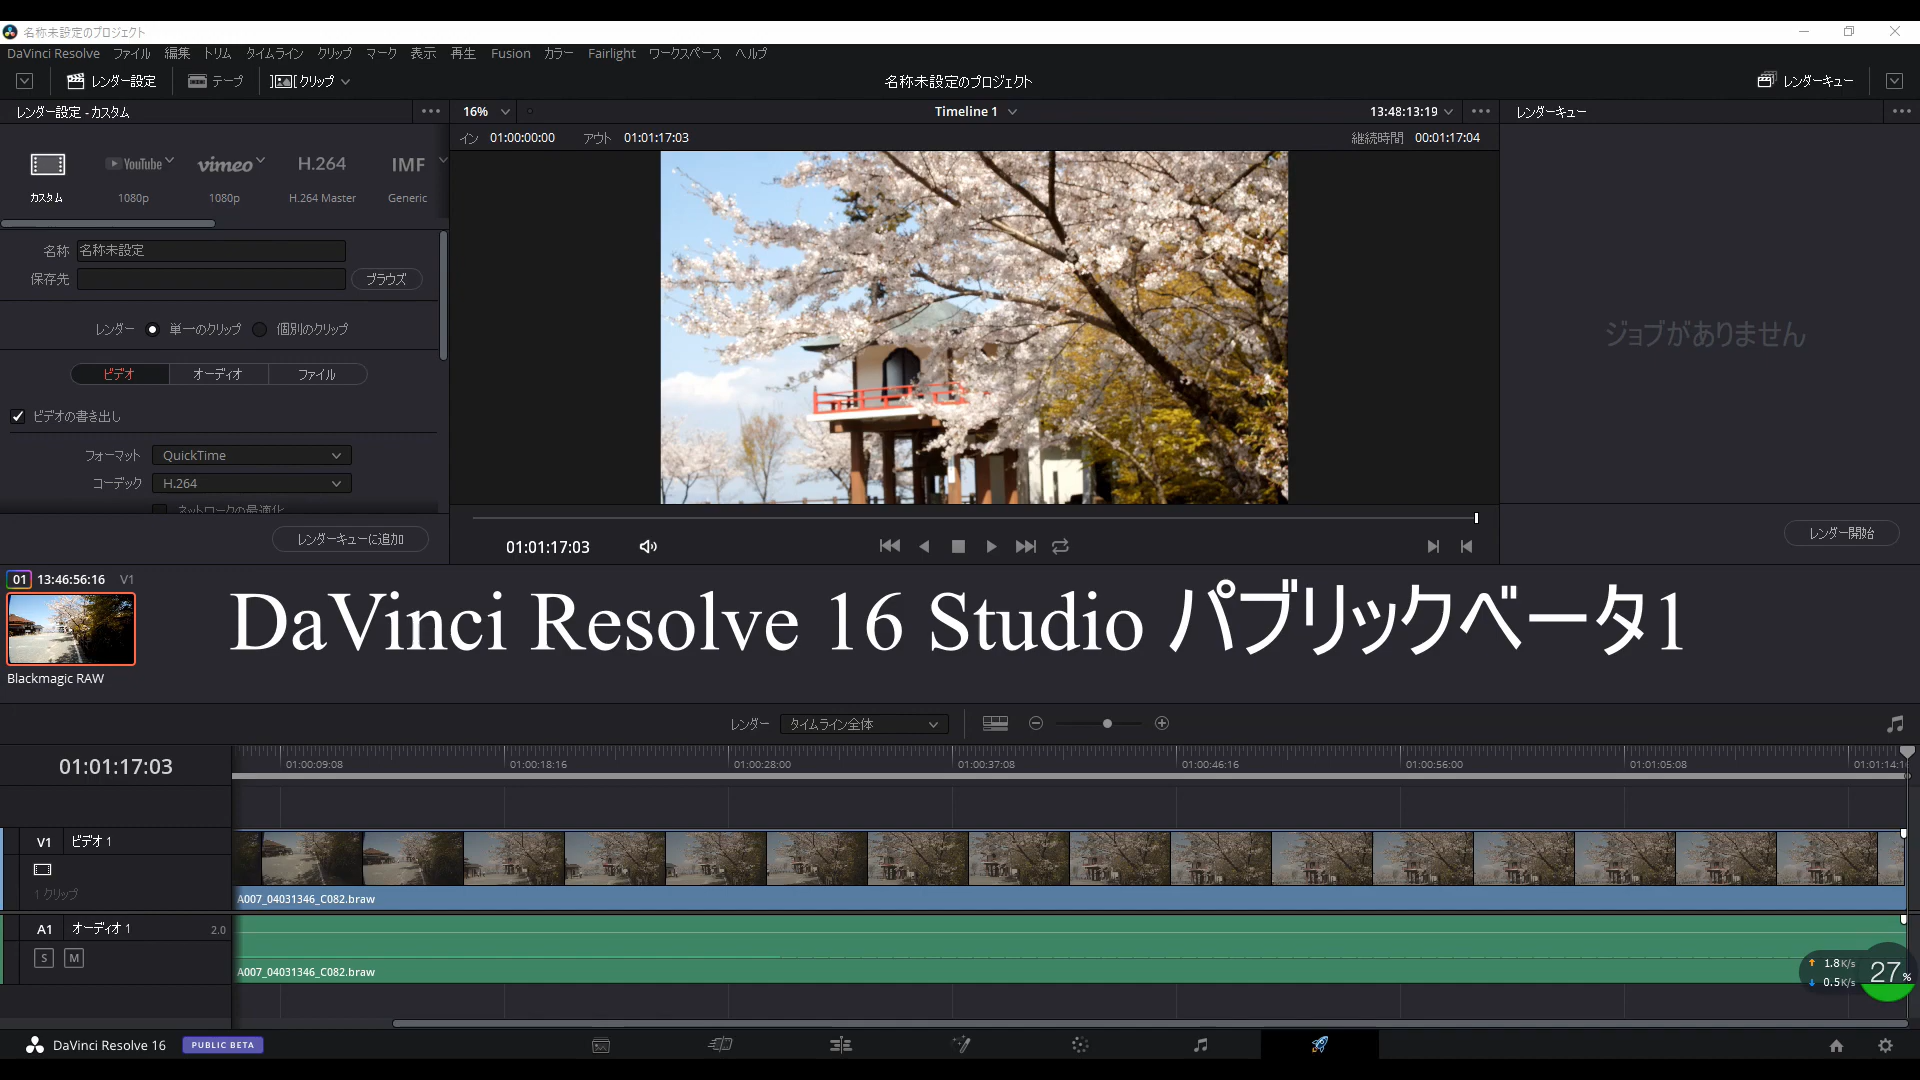 名称未設定のプロジェクト
DaVinci Resolve ファイル 編集 トリム タイムライン クリップ マーク 表示 再生 Fusion カラー Fairlight ワークスペース ヘルプ
レンダー設定 テープ クリップ 名称未設定のプロジェクト レンダーキュー
レンダー設定 - カスタム 16% Timeline 1 13:48:13:19 レンダーキュー
イン 01:00:00:00 アウト 01:01:17:03 継続時間 00:01:17:04
YouTube vimeo H.264 IMF
カスタム 1080p 1080p H.264 Master Generic
名称 名称未設定
保存先 ブラウズ
レンダー 単一のクリップ 個別のクリップ
ジョブがありません
ビデオ オーディオ ファイル
ビデオの書き出し
フォーマット QuickTime
コーデック H.264
ネットワークの最適化
レンダーキューに追加 01:01:17:03 レンダー開始
01 13:46:56:16 V1
Blackmagic RAW
DaVinci Resolve 16 Studio パブリックベータ1
レンダー タイムライン全体
01:01:17:03
01:00:09:08 01:00:18:16 01:00:28:00 01:00:37:08 01:00:46:16 01:00:56:00 01:01:05:08 01:01:14:1
V1 ビデオ 1
1 クリップ
A007_04031346_C082.braw
A1 オーディオ 1 2.0
S M
A007_04031346_C082.braw
1.8K/s
0.5K/s
27%
DaVinci Resolve 16 PUBLIC BETA